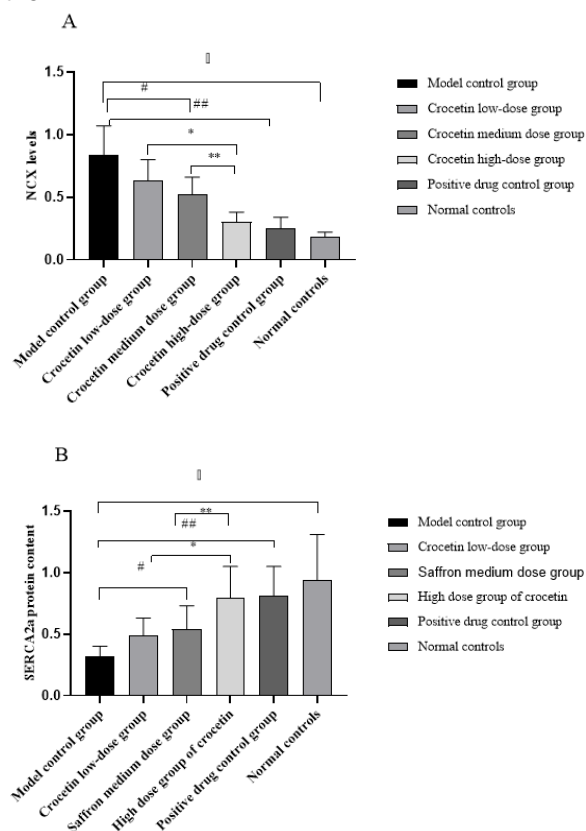 A
▯
#
##
*
**
NCX levels
1.5
1.0
0.5
0.0
Model control group
Crocetin low-dose group
Crocetin medium dose group
Crocetin high-dose group
Positive drug control group
Normal controls
Model control group
Crocetin low-dose group
Crocetin medium dose group
Crocetin high-dose group
Positive drug control group
Normal controls
B
▯
**
##
*
#
SERCA2a protein content
1.5
1.0
0.5
0.0
Model control group
Crocetin low-dose group
Saffron medium dose group
High dose group of crocetin
Positive drug control group
Normal controls
Model control group
Crocetin low-dose group
Saffron medium dose group
High dose group of crocetin
Positive drug control group
Normal controls